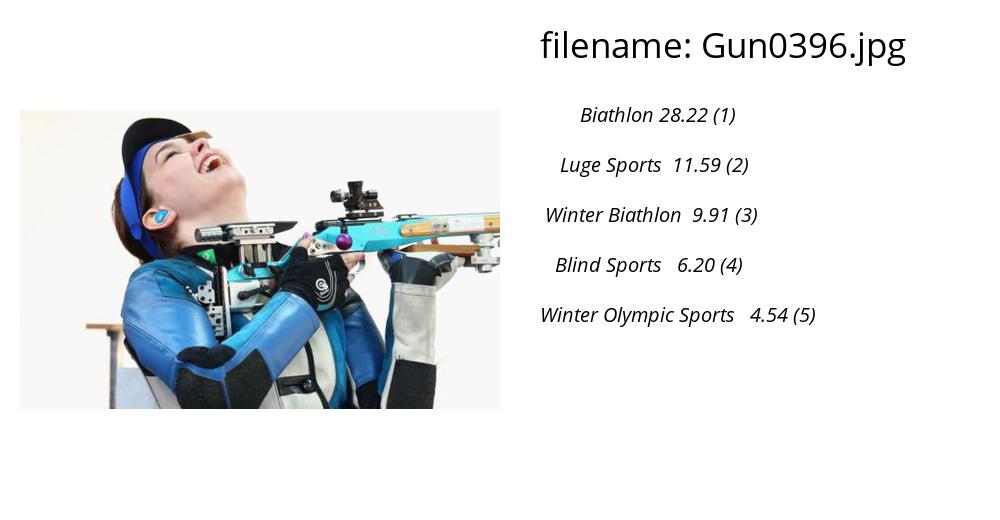 filename: Gun0396.jpg
Biathlon 28.22 (1)
Luge Sports 11.59 (2)
Winter Biathlon 9.91 (3)
Blind Sports 6.20 (4)
Winter Olympic Sports 4.54 (5)